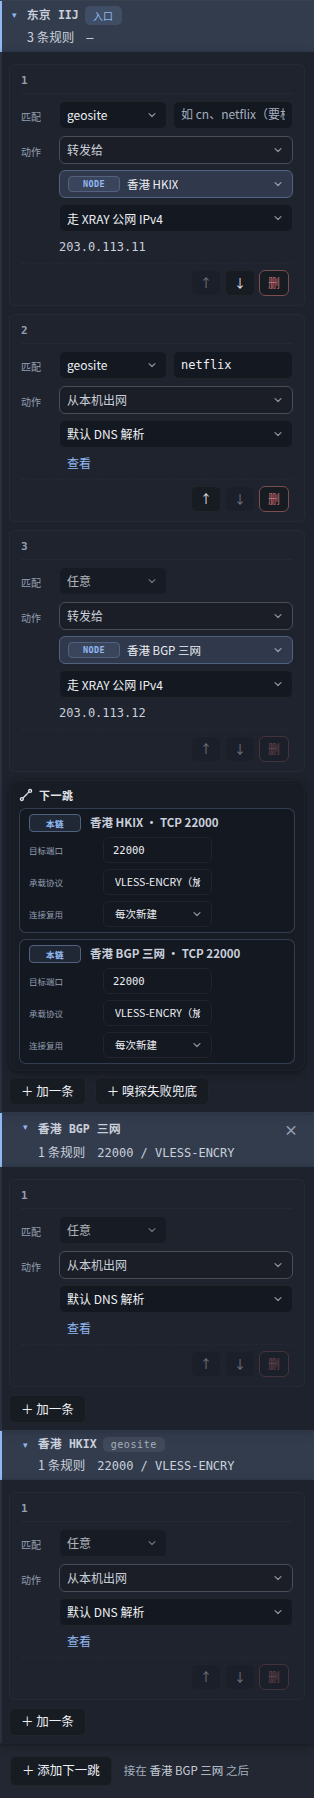 东京 IIJ 入口
3 条规则 —
1
匹配 geosite 如 cn、netflix（要
动作 转发给
NODE 香港 HKIX
走 XRAY 公网 IPv4
203.0.113.11
↑ ↓ 删
2
匹配 geosite netflix
动作 从本机出网
默认 DNS 解析
查看
↑ ↓ 删
3
匹配 任意
动作 转发给
NODE 香港 BGP 三网
走 XRAY 公网 IPv4
203.0.113.12
↑ ↓ 删
下一跳
本链 香港 HKIX · TCP 22000
目标端口 22000
承载协议 VLESS-ENCRY（
连接复用 每次新建
本链 香港 BGP 三网 · TCP 22000
目标端口 22000
承载协议 VLESS-ENCRY（
连接复用 每次新建
＋ 加一条 ＋ 嗅探失败兜底
香港 BGP 三网 ×
1 条规则 22000 / VLESS-ENCRY
1
匹配 任意
动作 从本机出网
默认 DNS 解析
查看
↑ ↓ 删
＋ 加一条
香港 HKIX geosite
1 条规则 22000 / VLESS-ENCRY
1
匹配 任意
动作 从本机出网
默认 DNS 解析
查看
↑ ↓ 删
＋ 加一条
＋ 添加下一跳 接在 香港 BGP 三网 之后